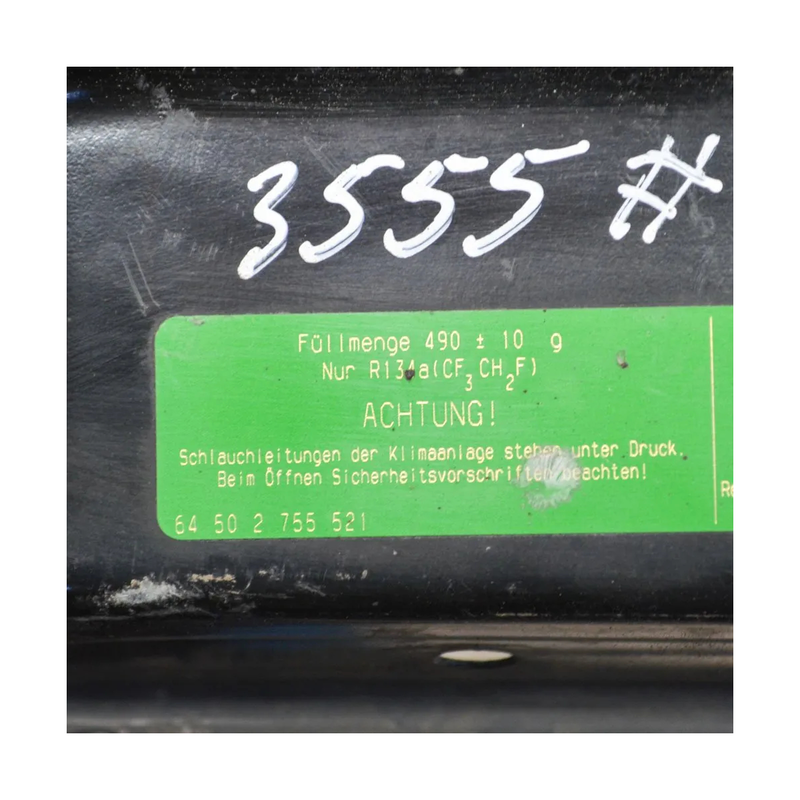 3555 #
Füllmenge 490 ± 10 g
Nur R134a(CF₃CH₂F)
ACHTUNG!
Schlauchleitungen der Klimaanlage stehen unter Druck.
Beim Öffnen Sicherheitsvorschriften beachten!
64 50 2 755 521